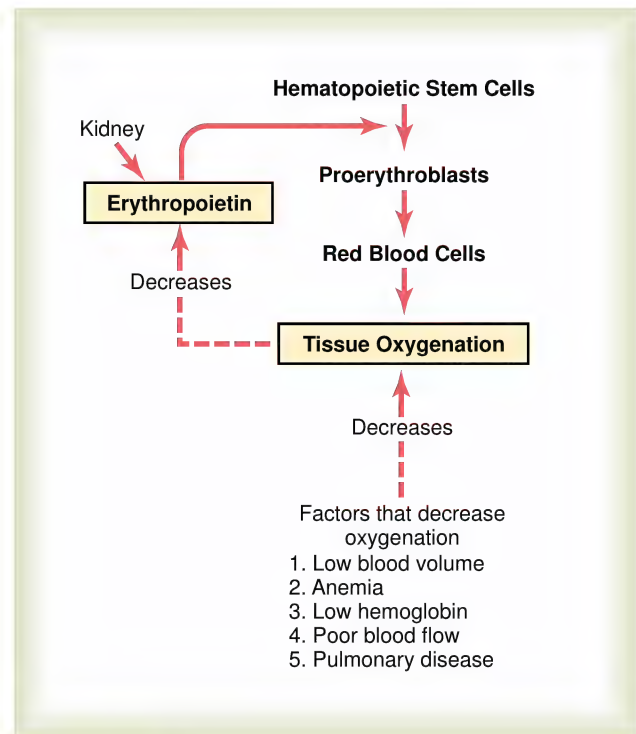 Hematopoietic Stem Cells
Kidney
Proerythroblasts
Erythropoietin
Red Blood Cells
Decreases
Tissue Oxygenation
Decreases
Factors that decrease
oxygenation
1. Low blood volume
2. Anemia
3. Low hemoglobin
4. Poor blood flow
5. Pulmonary disease